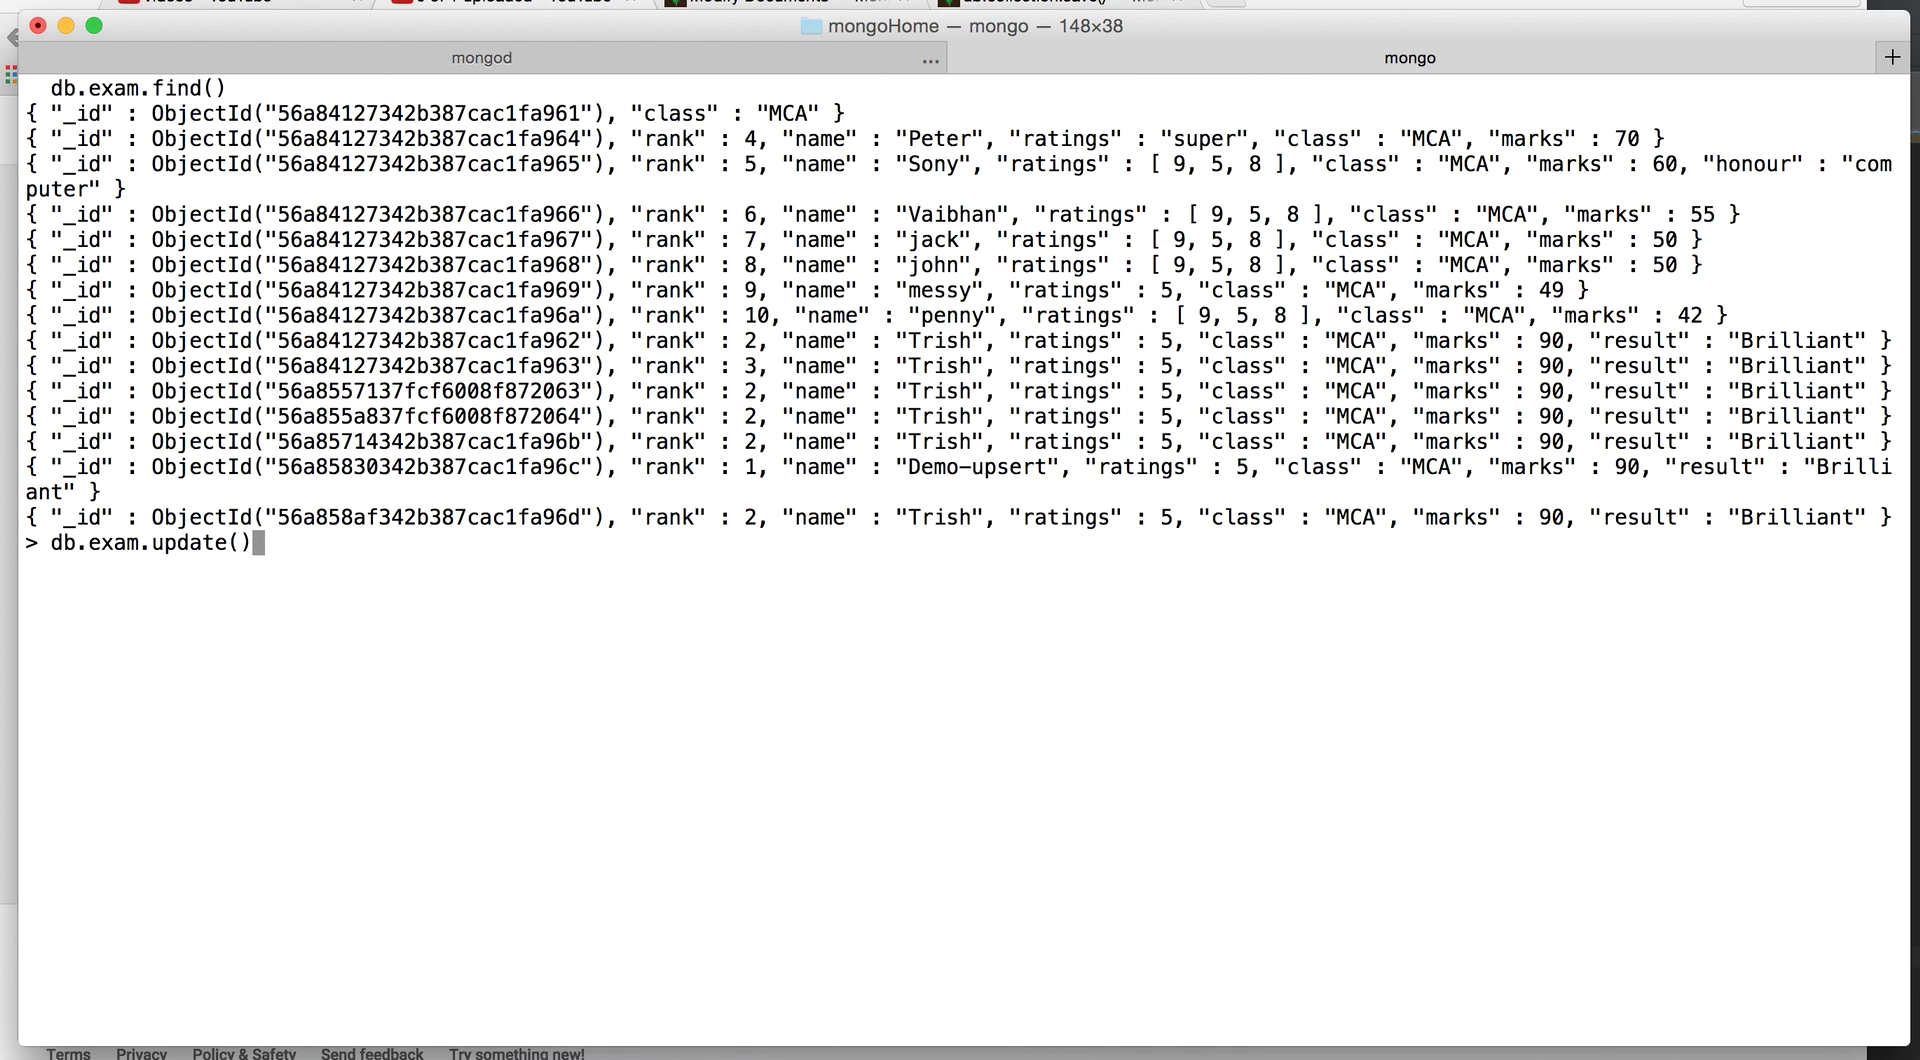 mongoHome — mongo — 148×38
mongod
...
mongo
+
db.exam.find()
{ "_id" : ObjectId("56a84127342b387cac1fa961"), "class" : "MCA" }
{ "_id" : ObjectId("56a84127342b387cac1fa964"), "rank" : 4, "name" : "Peter", "ratings" : "super", "class" : "MCA", "marks" : 70 }
{ "_id" : ObjectId("56a84127342b387cac1fa965"), "rank" : 5, "name" : "Sony", "ratings" : [ 9, 5, 8 ], "class" : "MCA", "marks" : 60, "honour" : "com
puter" }
{ "_id" : ObjectId("56a84127342b387cac1fa966"), "rank" : 6, "name" : "Vaibhan", "ratings" : [ 9, 5, 8 ], "class" : "MCA", "marks" : 55 }
{ "_id" : ObjectId("56a84127342b387cac1fa967"), "rank" : 7, "name" : "jack", "ratings" : [ 9, 5, 8 ], "class" : "MCA", "marks" : 50 }
{ "_id" : ObjectId("56a84127342b387cac1fa968"), "rank" : 8, "name" : "john", "ratings" : [ 9, 5, 8 ], "class" : "MCA", "marks" : 50 }
{ "_id" : ObjectId("56a84127342b387cac1fa969"), "rank" : 9, "name" : "messy", "ratings" : 5, "class" : "MCA", "marks" : 49 }
{ "_id" : ObjectId("56a84127342b387cac1fa96a"), "rank" : 10, "name" : "penny", "ratings" : [ 9, 5, 8 ], "class" : "MCA", "marks" : 42 }
{ "_id" : ObjectId("56a84127342b387cac1fa962"), "rank" : 2, "name" : "Trish", "ratings" : 5, "class" : "MCA", "marks" : 90, "result" : "Brilliant" }
{ "_id" : ObjectId("56a84127342b387cac1fa963"), "rank" : 3, "name" : "Trish", "ratings" : 5, "class" : "MCA", "marks" : 90, "result" : "Brilliant" }
{ "_id" : ObjectId("56a8557137fcf6008f872063"), "rank" : 2, "name" : "Trish", "ratings" : 5, "class" : "MCA", "marks" : 90, "result" : "Brilliant" }
{ "_id" : ObjectId("56a855a837fcf6008f872064"), "rank" : 2, "name" : "Trish", "ratings" : 5, "class" : "MCA", "marks" : 90, "result" : "Brilliant" }
{ "_id" : ObjectId("56a85714342b387cac1fa96b"), "rank" : 2, "name" : "Trish", "ratings" : 5, "class" : "MCA", "marks" : 90, "result" : "Brilliant" }
{ "_id" : ObjectId("56a85830342b387cac1fa96c"), "rank" : 1, "name" : "Demo-upsert", "ratings" : 5, "class" : "MCA", "marks" : 90, "result" : "Brilli
ant" }
{ "_id" : ObjectId("56a858af342b387cac1fa96d"), "rank" : 2, "name" : "Trish", "ratings" : 5, "class" : "MCA", "marks" : 90, "result" : "Brilliant" }
> db.exam.update()
Terms Privacy Policy & Safety Send feedback Try something new!